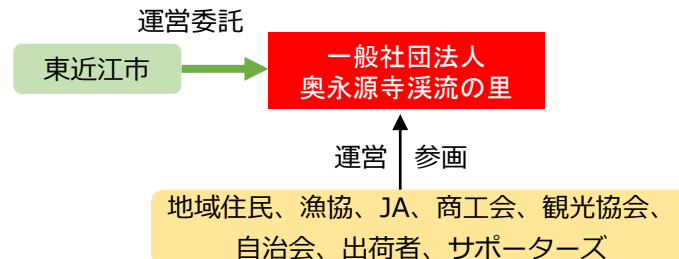 運営委託
東近江市
一般社団法人
奥永源寺渓流の里
運営 参画
地域住民、漁協、JA、商工会、観光協会、
自治会、出荷者、サポーターズ